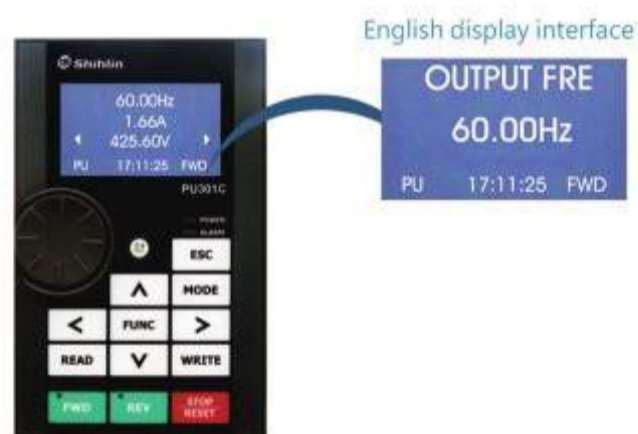 English display interface
Shihlin
60.00Hz
1.66A
425.60V
PU 17:11:25 FWD
PU301C
POWER
ALARM
ESC
MODE
FUNC
READ
WRITE
FWD
REV
STOP
RESET
OUTPUT FRE
60.00Hz
PU 17:11:25 FWD